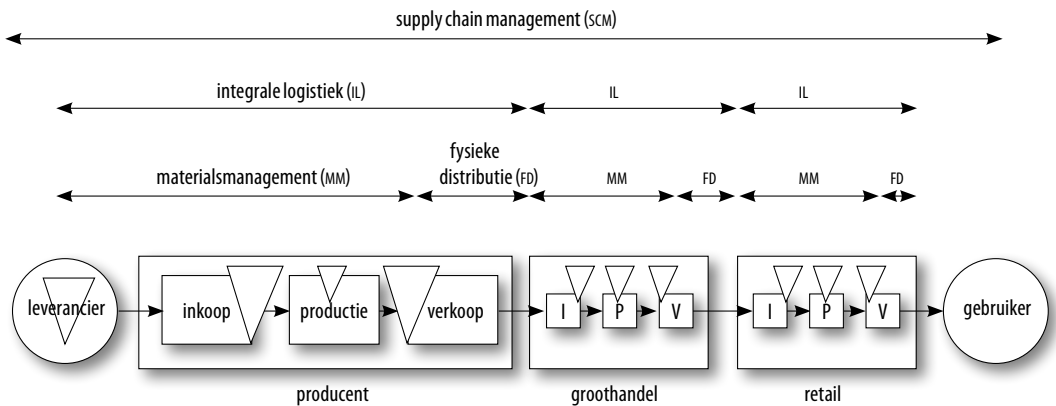 supply chain management (SCM)
integrale logistiek (IL)
IL
IL
materialsmanagement (MM)
fysieke
distributie (FD)
MM
FD
MM
FD
leverancier
inkoop
productie
verkoop
I
P
V
I
P
V
gebruiker
producent
groothandel
retail